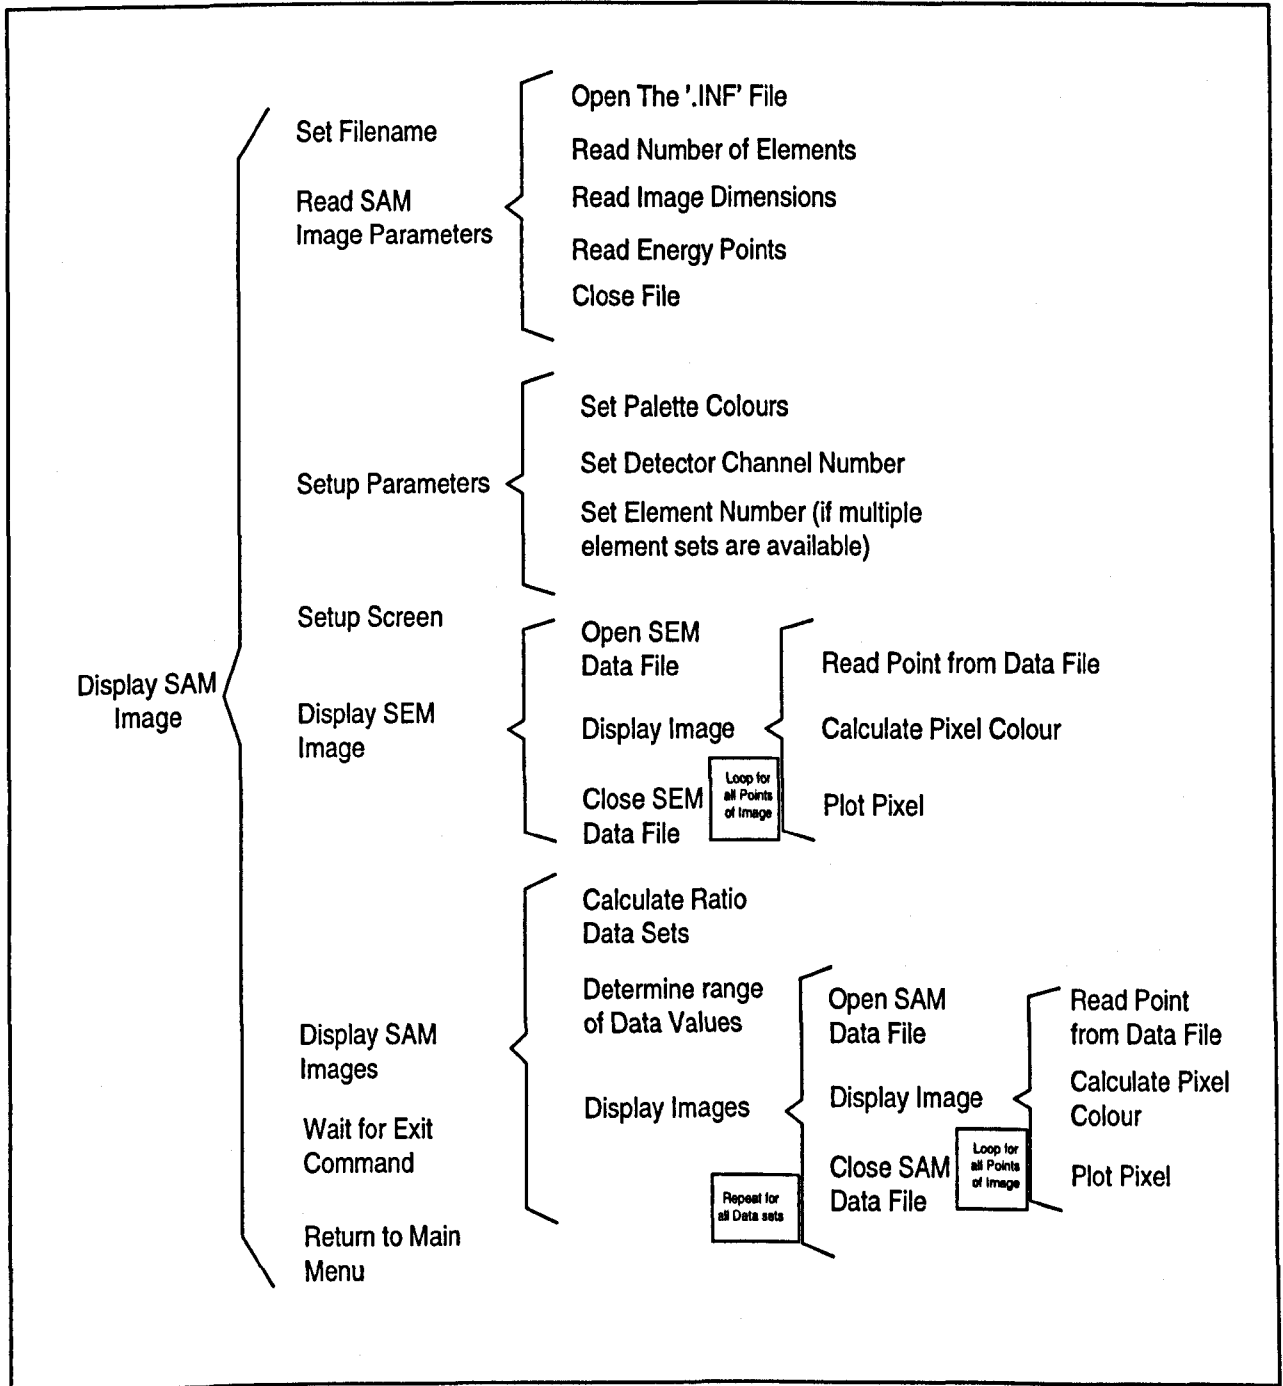 Display SAM
Image
Set Filename
Read SAM
Image Parameters
Open The '.INF' File
Read Number of Elements
Read Image Dimensions
Read Energy Points
Close File
Setup Parameters
Set Palette Colours
Set Detector Channel Number
Set Element Number (if multiple
element sets are available)
Setup Screen
Display SEM
Image
Open SEM
Data File
Display Image
Loop for
all Points
of Image
Read Point from Data File
Calculate Pixel Colour
Plot Pixel
Close SEM
Data File
Display SAM
Images
Calculate Ratio
Data Sets
Determine range
of Data Values
Display Images
Repeat for
all Data sets
Open SAM
Data File
Display Image
Loop for
all Points
of Image
Read Point
from Data File
Calculate Pixel
Colour
Plot Pixel
Close SAM
Data File
Wait for Exit
Command
Return to Main
Menu